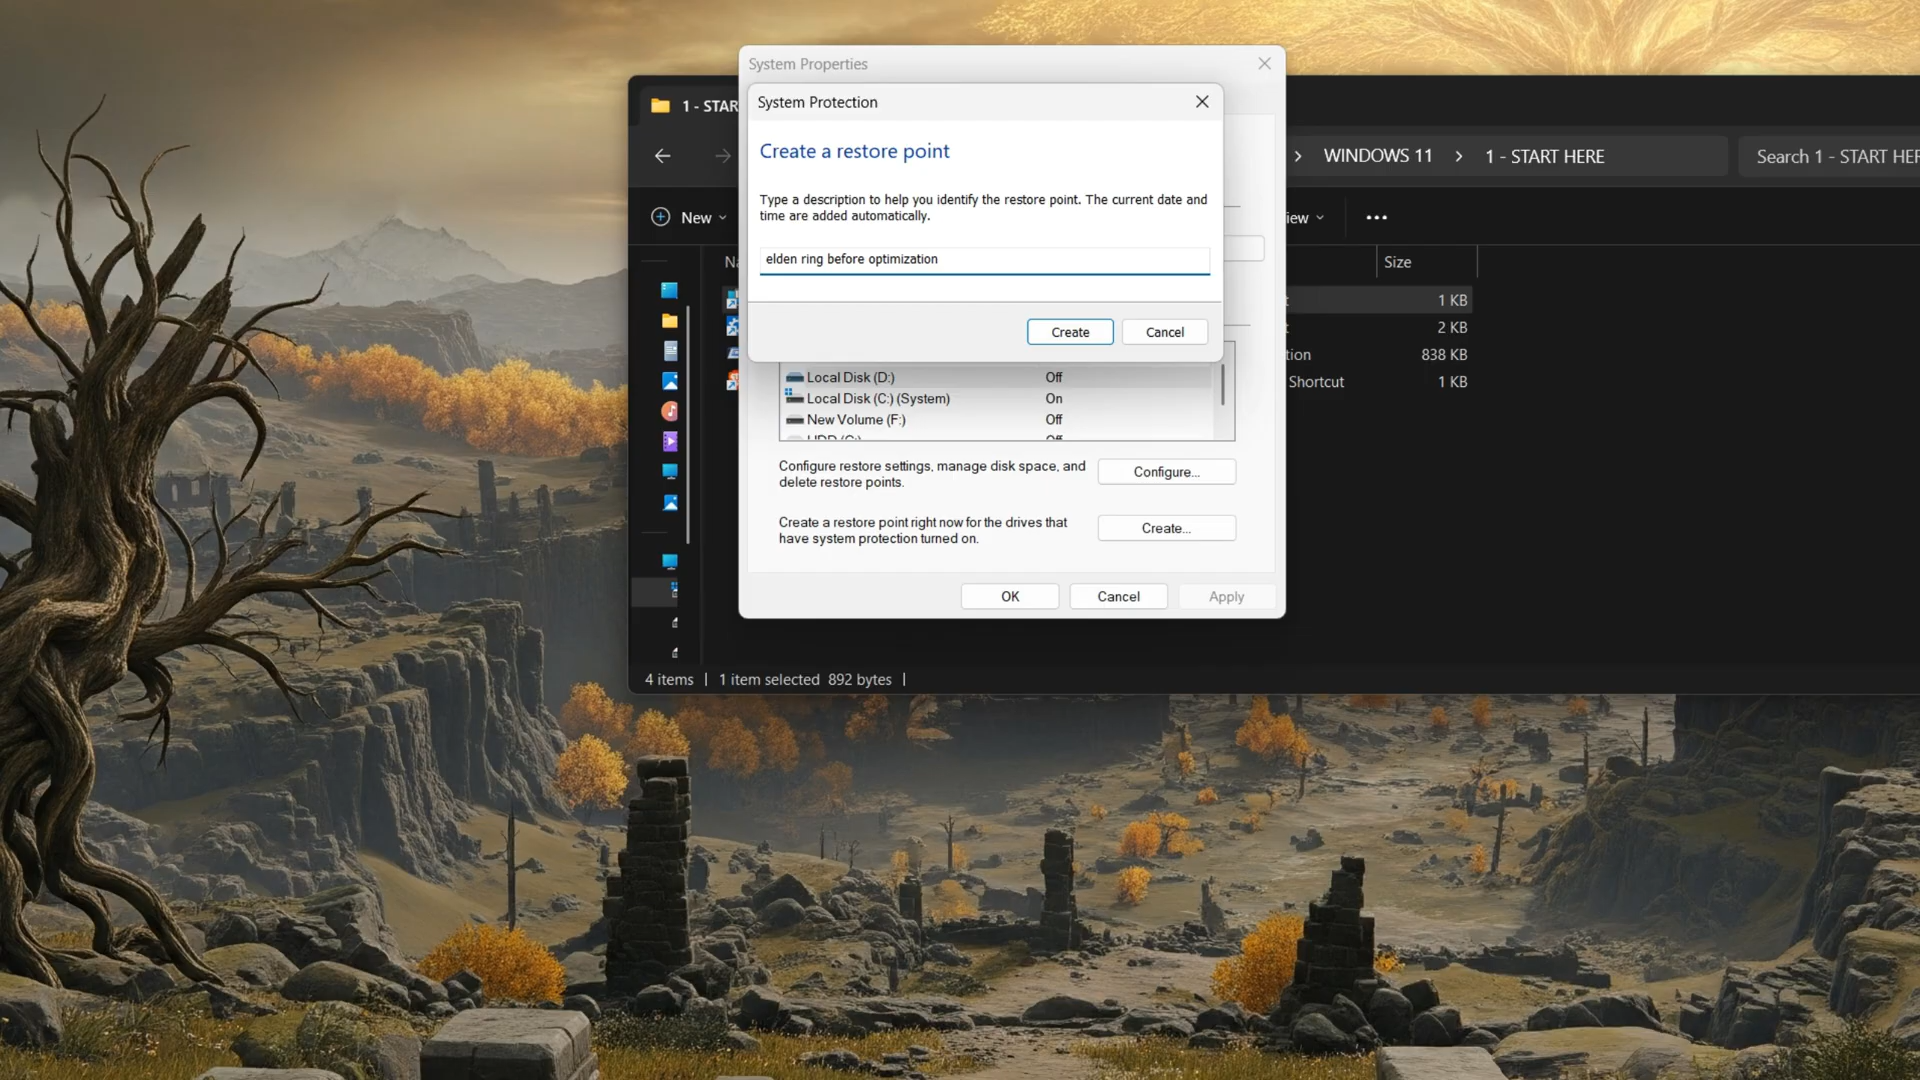 System Properties
System Protection
1 - STAR
Create a restore point
WINDOWS 11
1 - START HERE
Search 1 - START HER
Type a description to help you identify the restore point. The current date and
time are added automatically.
New
iew
elden ring before optimization
Na
Size
1 KB
Create
Cancel
2 KB
tion
838 KB
Shortcut
1 KB
Local Disk (D:)
Off
Local Disk (C:) (System)
On
New Volume (F:)
Off
Configure restore settings, manage disk space, and
delete restore points.
Configure...
Create a restore point right now for the drives that
have system protection turned on.
Create...
OK
Cancel
Apply
4 items
1 item selected 892 bytes